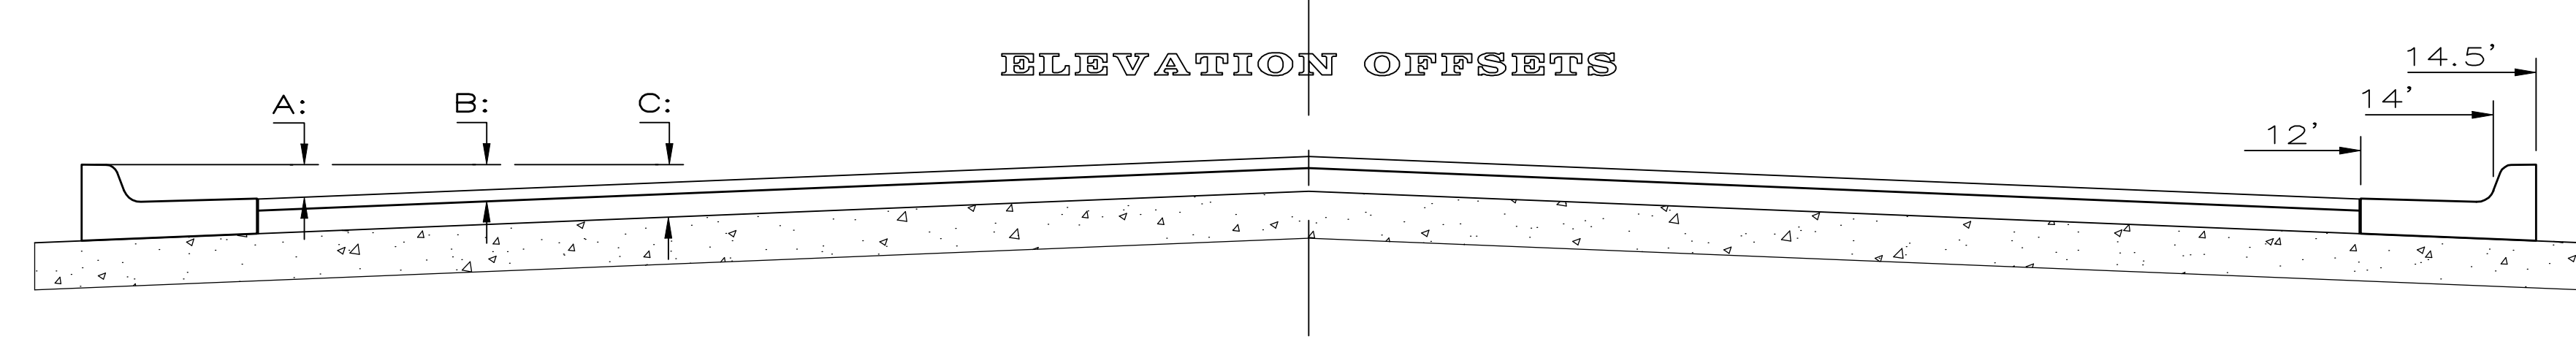 ELEVATION OFFSETS
14.5’
14’
12’
A:
B:
C: